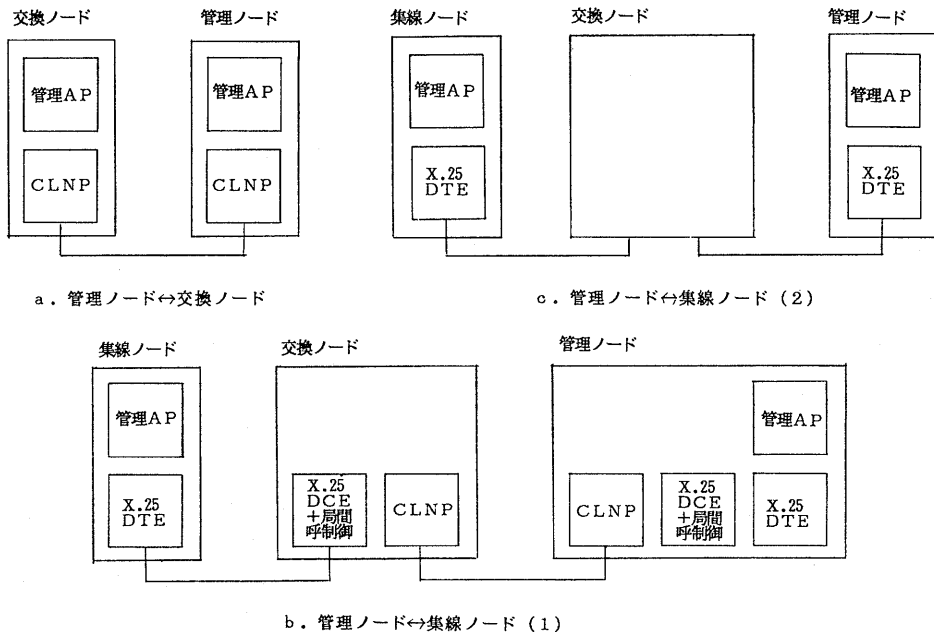 交換ノード
管理AP
CLNP
管理ノード
管理AP
CLNP
a．管理ノード↔交換ノード
集線ノード
管理AP
X.25
DTE
交換ノード
管理ノード
管理AP
X.25
DTE
c．管理ノード↔集線ノード（2）
集線ノード
管理AP
X.25
DTE
交換ノード
X.25
DCE
＋局間
呼制御
CLNP
管理ノード
管理AP
CLNP
X.25
DCE
＋局間
呼制御
X.25
DTE
b．管理ノード↔集線ノード（1）